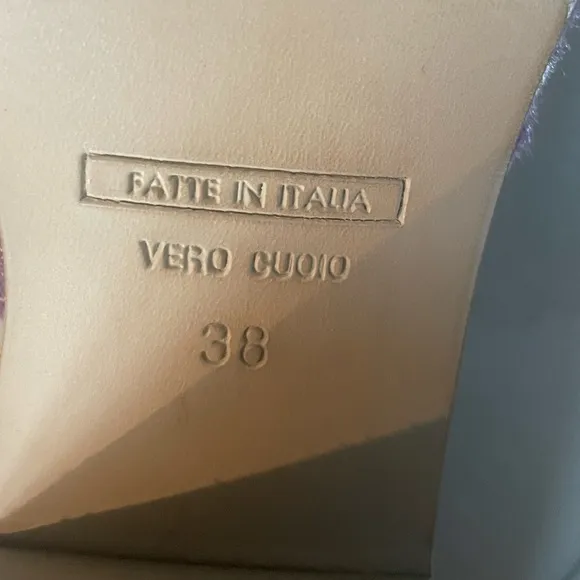 FATTE IN ITALIA
VERO CUOIO
38